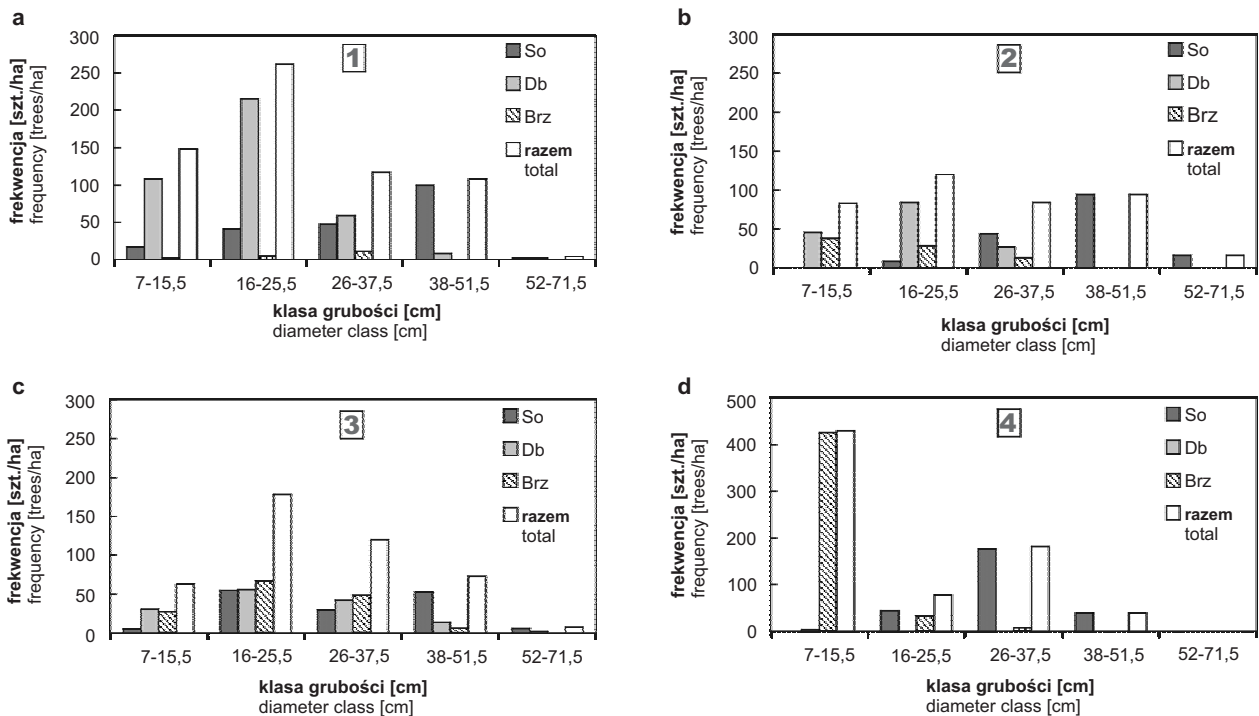 a
frekwencja [szt./ha]
frequency [trees/ha]
300
250
200
150
100
50
0
1
So
Db
Brz
razem
total
7-15,5 16-25,5 26-37,5 38-51,5 52-71,5
klasa grubości [cm]
diameter class [cm]
b
frekwencja [szt./ha]
frequency [trees/ha]
300
250
200
150
100
50
0
2
So
Db
Brz
razem
total
7-15,5 16-25,5 26-37,5 38-51,5 52-71,5
klasa grubości [cm]
diameter class [cm]
c
frekwencja [szt./ha]
frequency [trees/ha]
300
250
200
150
100
50
0
3
So
Db
Brz
razem
total
7-15,5 16-25,5 26-37,5 38-51,5 52-71,5
klasa grubości [cm]
diameter class [cm]
d
frekwencja [szt./ha]
frequency [trees/ha]
500
400
300
200
100
0
4
So
Db
Brz
razem
total
7-15,5 16-25,5 26-37,5 38-51,5 52-71,5
klasa grubości [cm]
diameter class [cm]